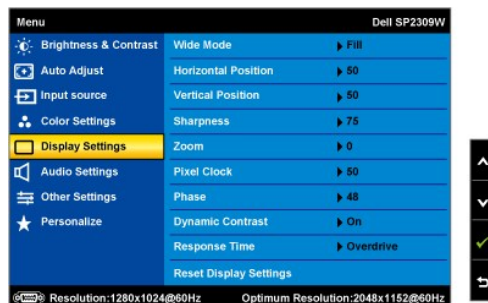 Menu Dell SP2309W
Brightness & Contrast Wide Mode Fill
Auto Adjust Horizontal Position 50
Input source Vertical Position 50
Color Settings Sharpness 75
Display Settings Zoom 0
Audio Settings Pixel Clock 50
Other Settings Phase 48
Personalize Dynamic Contrast On
Response Time Overdrive
Reset Display Settings
Resolution:1280x1024@60Hz Optimum Resolution:2048x1152@60Hz